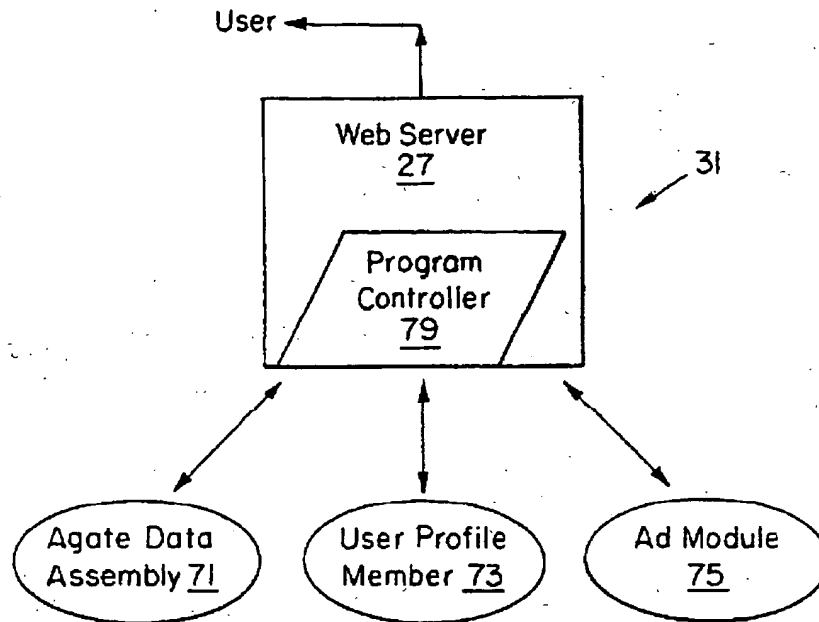 User
Web Server
27
31
Program
Controller
79
Agate Data
Assembly 71
User Profile
Member 73
Ad Module
75